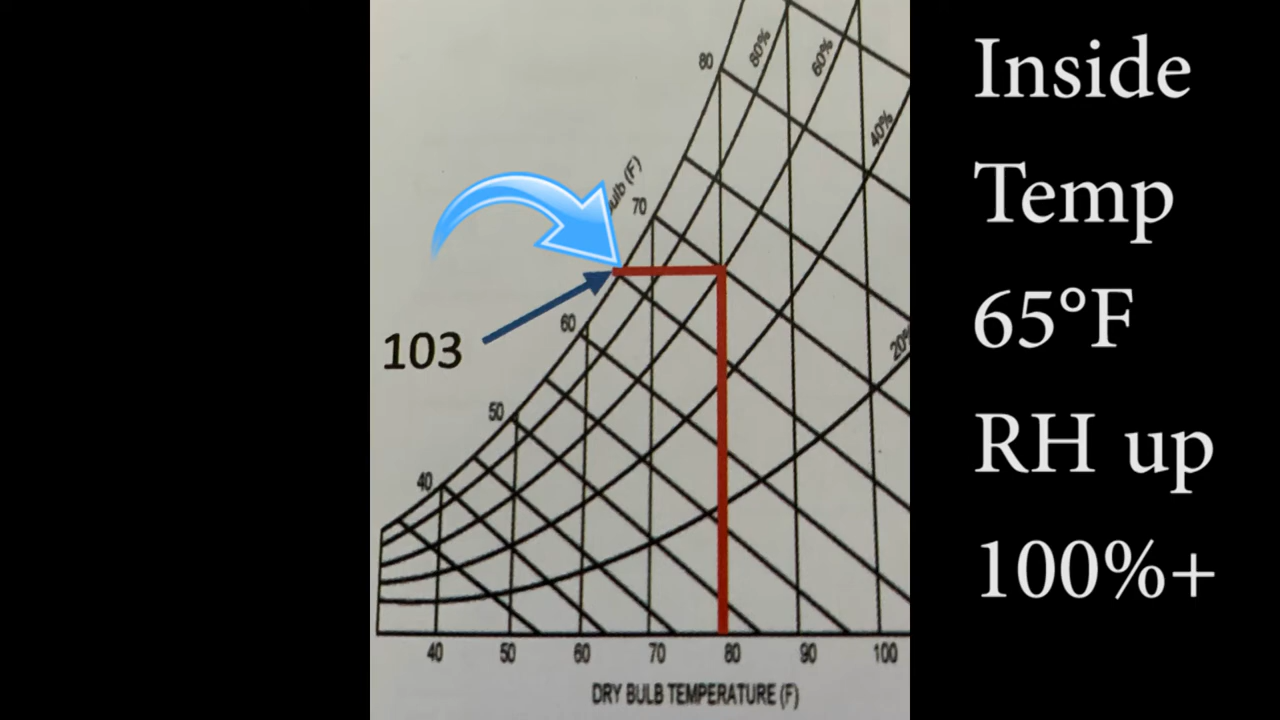 80
80%
60%
40%
ulb (F)
70
60
103
20%
50
40
40 50 60 70 80 90 100
DRY BULB TEMPERATURE (F)
Inside
Temp
65°F
RH up
100%+